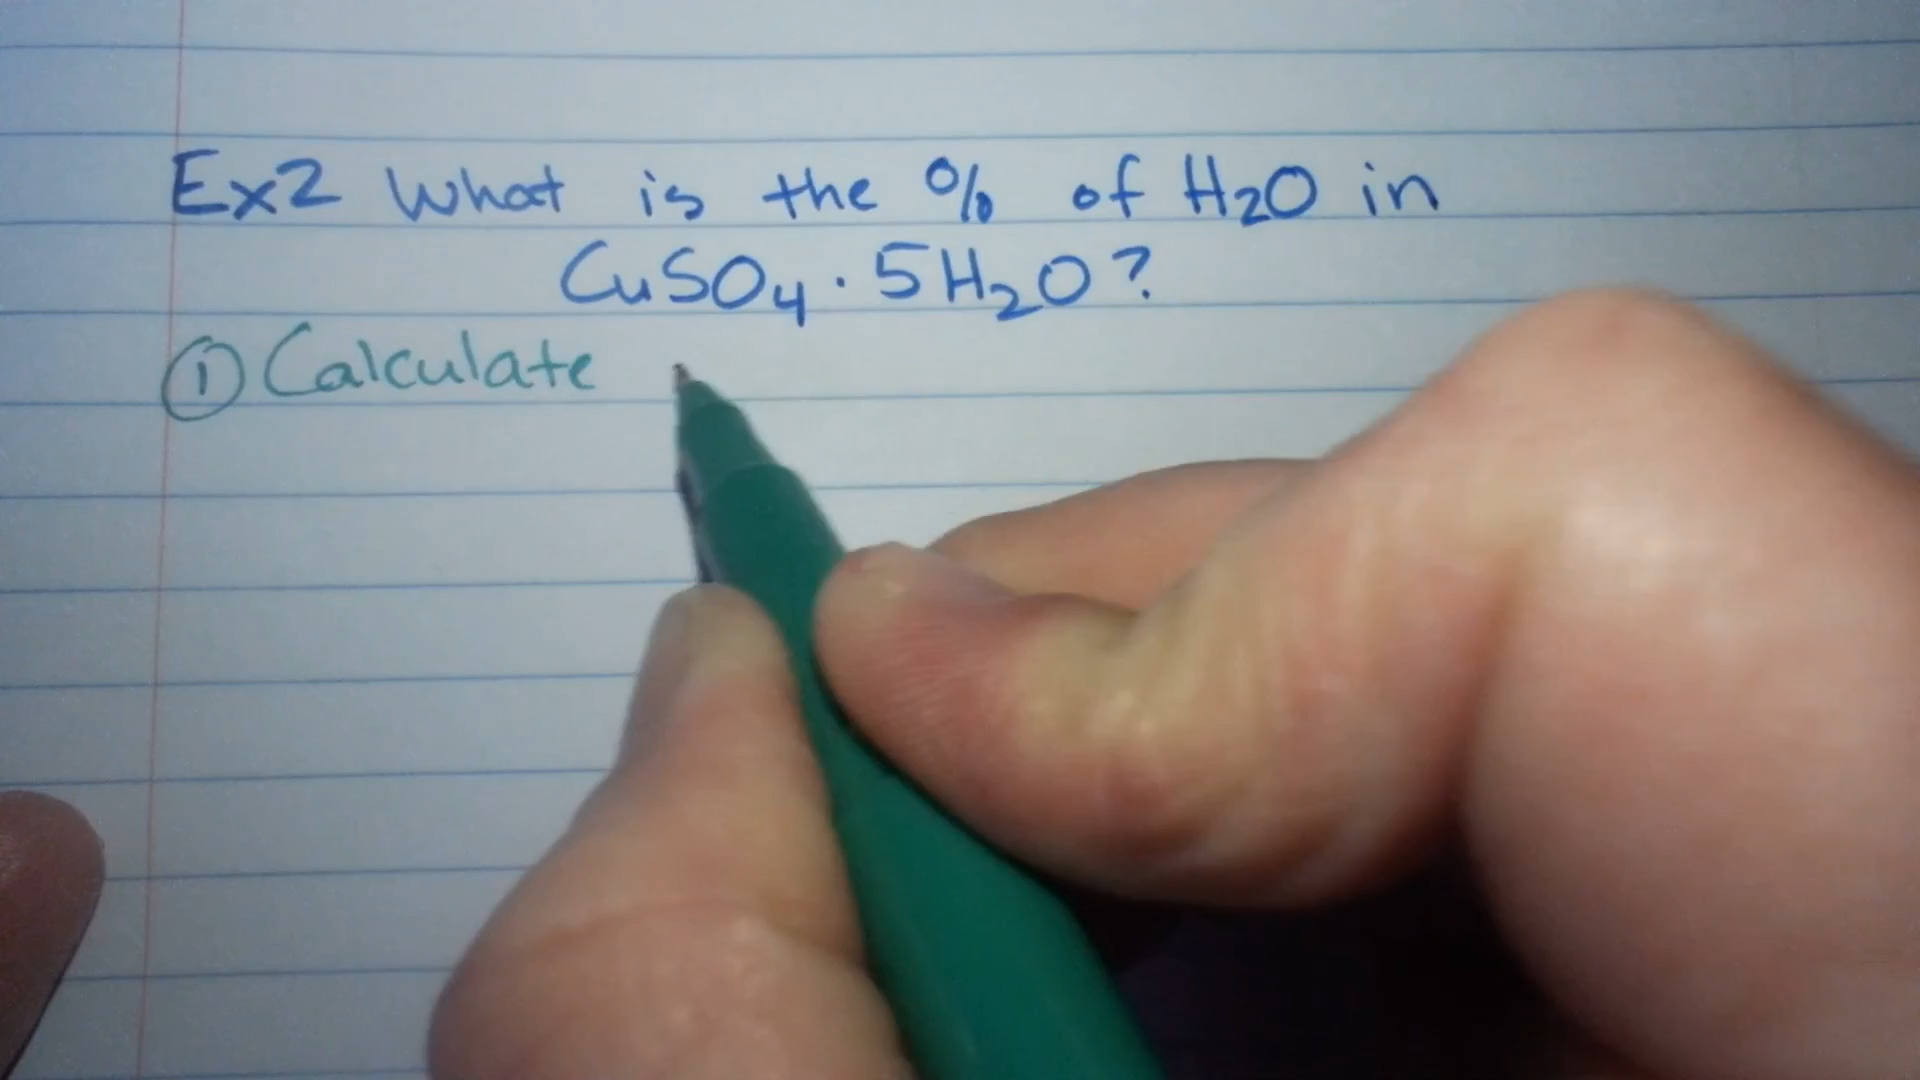 Ex2 What is the % of H₂O in
CuSO₄ · 5H₂O?
① Calculate